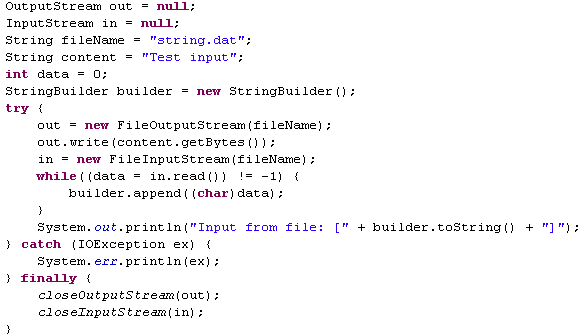 OutputStream out = null;
InputStream in = null;
String fileName = "string.dat";
String content = "Test input";
int data = 0;
StringBuilder builder = new StringBuilder();
try {
    out = new FileOutputStream(fileName);
    out.write(content.getBytes());
    in = new FileInputStream(fileName);
    while((data = in.read()) != -1) {
        builder.append((char)data);
    }
    System.out.println("Input from file: [" + builder.toString() + "]");
} catch (IOException ex) {
    System.err.println(ex);
} finally {
    closeOutputStream(out);
    closeInputStream(in);
}